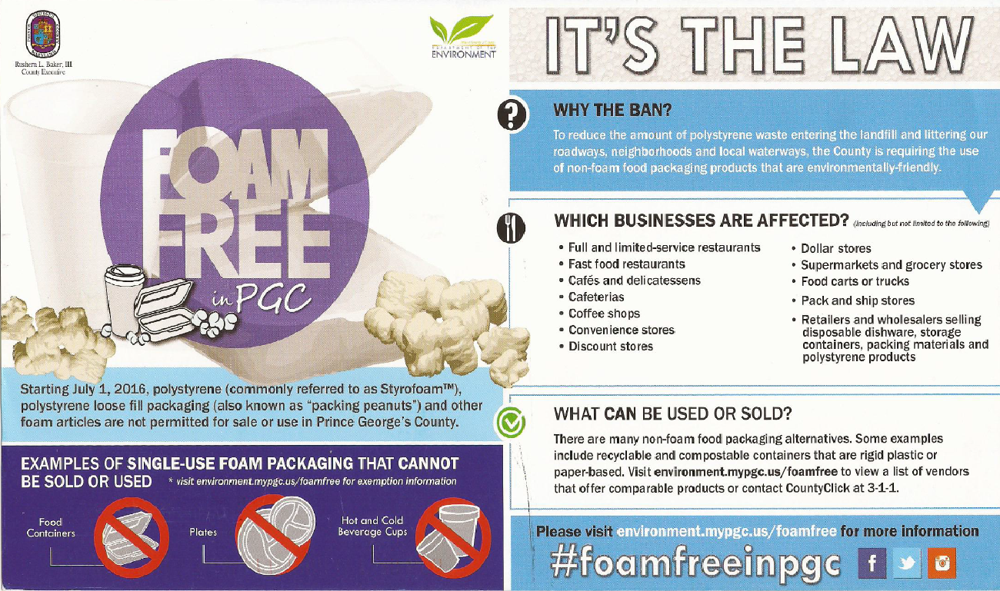 Rushern L. Baker, III
County Executive
DEPARTMENT OF THE
ENVIRONMENT
FOAM
FREE
in PGC
Starting July 1, 2016, polystyrene (commonly referred to as Styrofoam™),
polystyrene loose fill packaging (also known as “packing peanuts”) and other
foam articles are not permitted for sale or use in Prince George’s County.
EXAMPLES OF SINGLE-USE FOAM PACKAGING THAT CANNOT
BE SOLD OR USED * visit environment.mypgc.us/foamfree for exemption information
Food
Containers
Plates
Hot and Cold
Beverage Cups
IT’S THE LAW
?
WHY THE BAN?
To reduce the amount of polystyrene waste entering the landfill and littering our
roadways, neighborhoods and local waterways, the County is requiring the use
of non-foam food packaging products that are environmentally-friendly.
WHICH BUSINESSES ARE AFFECTED? (including but not limited to the following)
• Full and limited-service restaurants
• Fast food restaurants
• Cafés and delicatessens
• Cafeterias
• Coffee shops
• Convenience stores
• Discount stores
• Dollar stores
• Supermarkets and grocery stores
• Food carts or trucks
• Pack and ship stores
• Retailers and wholesalers selling
disposable dishware, storage
containers, packing materials and
polystyrene products
WHAT CAN BE USED OR SOLD?
There are many non-foam food packaging alternatives. Some examples
include recyclable and compostable containers that are rigid plastic or
paper-based. Visit environment.mypgc.us/foamfree to view a list of vendors
that offer comparable products or contact CountyClick at 3-1-1.
Please visit environment.mypgc.us/foamfree for more information
#foamfreeinpgc
f